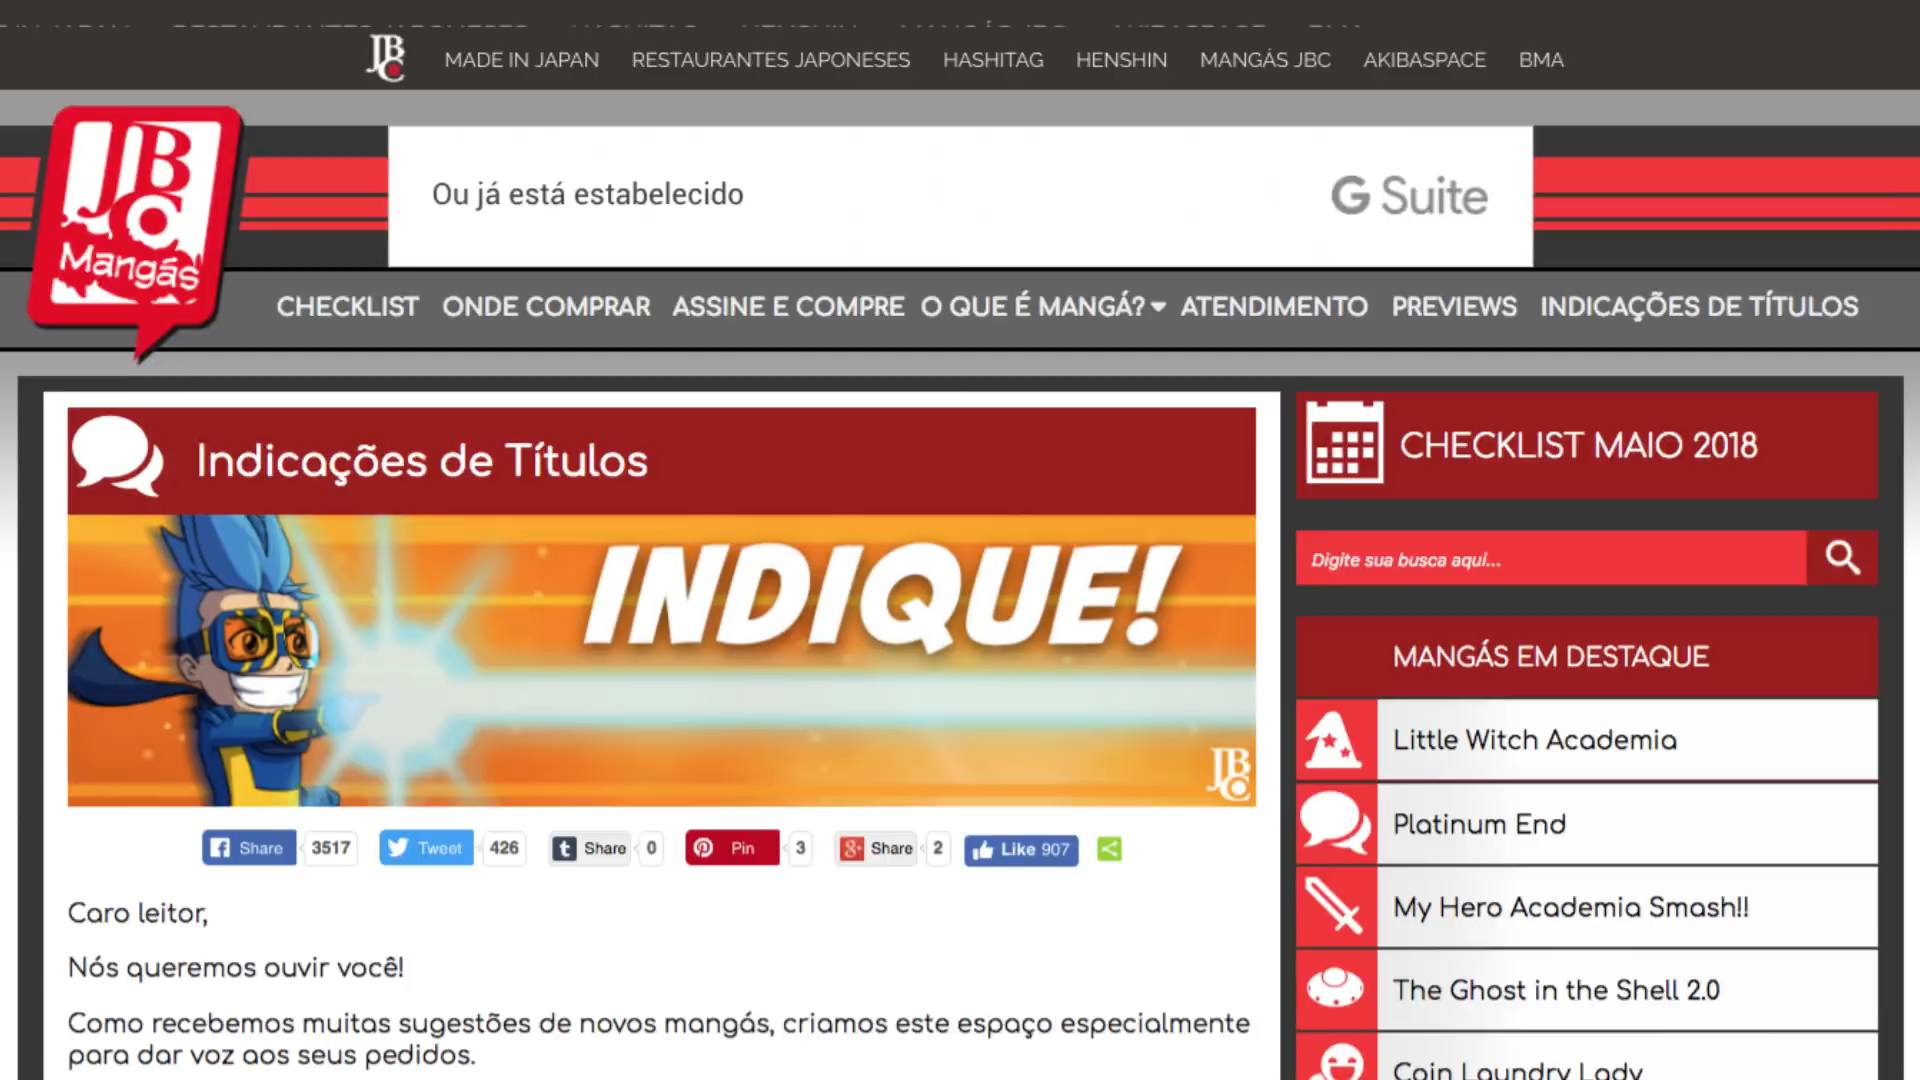 JBC
MADE IN JAPAN
RESTAURANTES JAPONESES
HASHITAG
HENSHIN
MANGÁS JBC
AKIBASPACE
BMA
JBC
Mangás
Ou já está estabelecido
G Suite
CHECKLIST
ONDE COMPRAR
ASSINE E COMPRE
O QUE É MANGÁ?
ATENDIMENTO
PREVIEWS
INDICAÇÕES DE TÍTULOS
Indicações de Títulos
INDIQUE!
JBC
Share 3517
Tweet 426
t Share 0
Pin 3
8+ Share 2
Like 907
Caro leitor,
Nós queremos ouvir você!
Como recebemos muitas sugestões de novos mangás, criamos este espaço especialmente
para dar voz aos seus pedidos.
CHECKLIST MAIO 2018
Digite sua busca aqui...
MANGÁS EM DESTAQUE
Little Witch Academia
Platinum End
My Hero Academia Smash!!
The Ghost in the Shell 2.0
Coin Laundry Lady